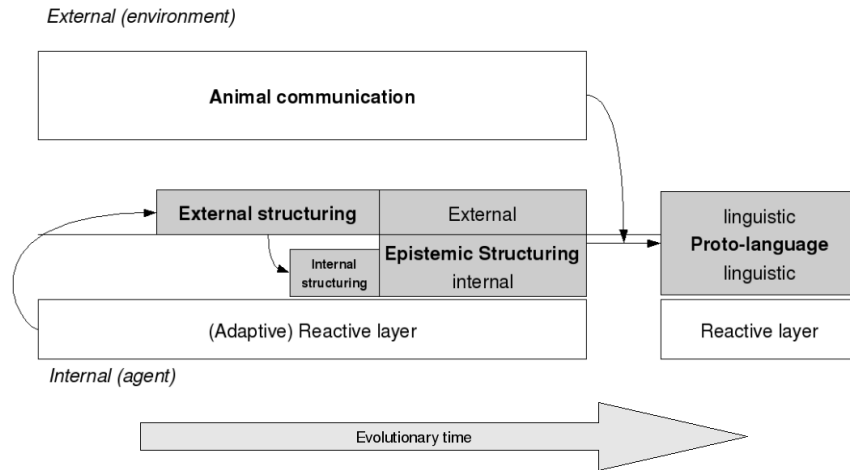 External (environment)
Animal communication
External structuring
External
linguistic
Proto-language
linguistic
Internal
structuring
Epistemic Structuring
internal
(Adaptive) Reactive layer
Reactive layer
Internal (agent)
Evolutionary time